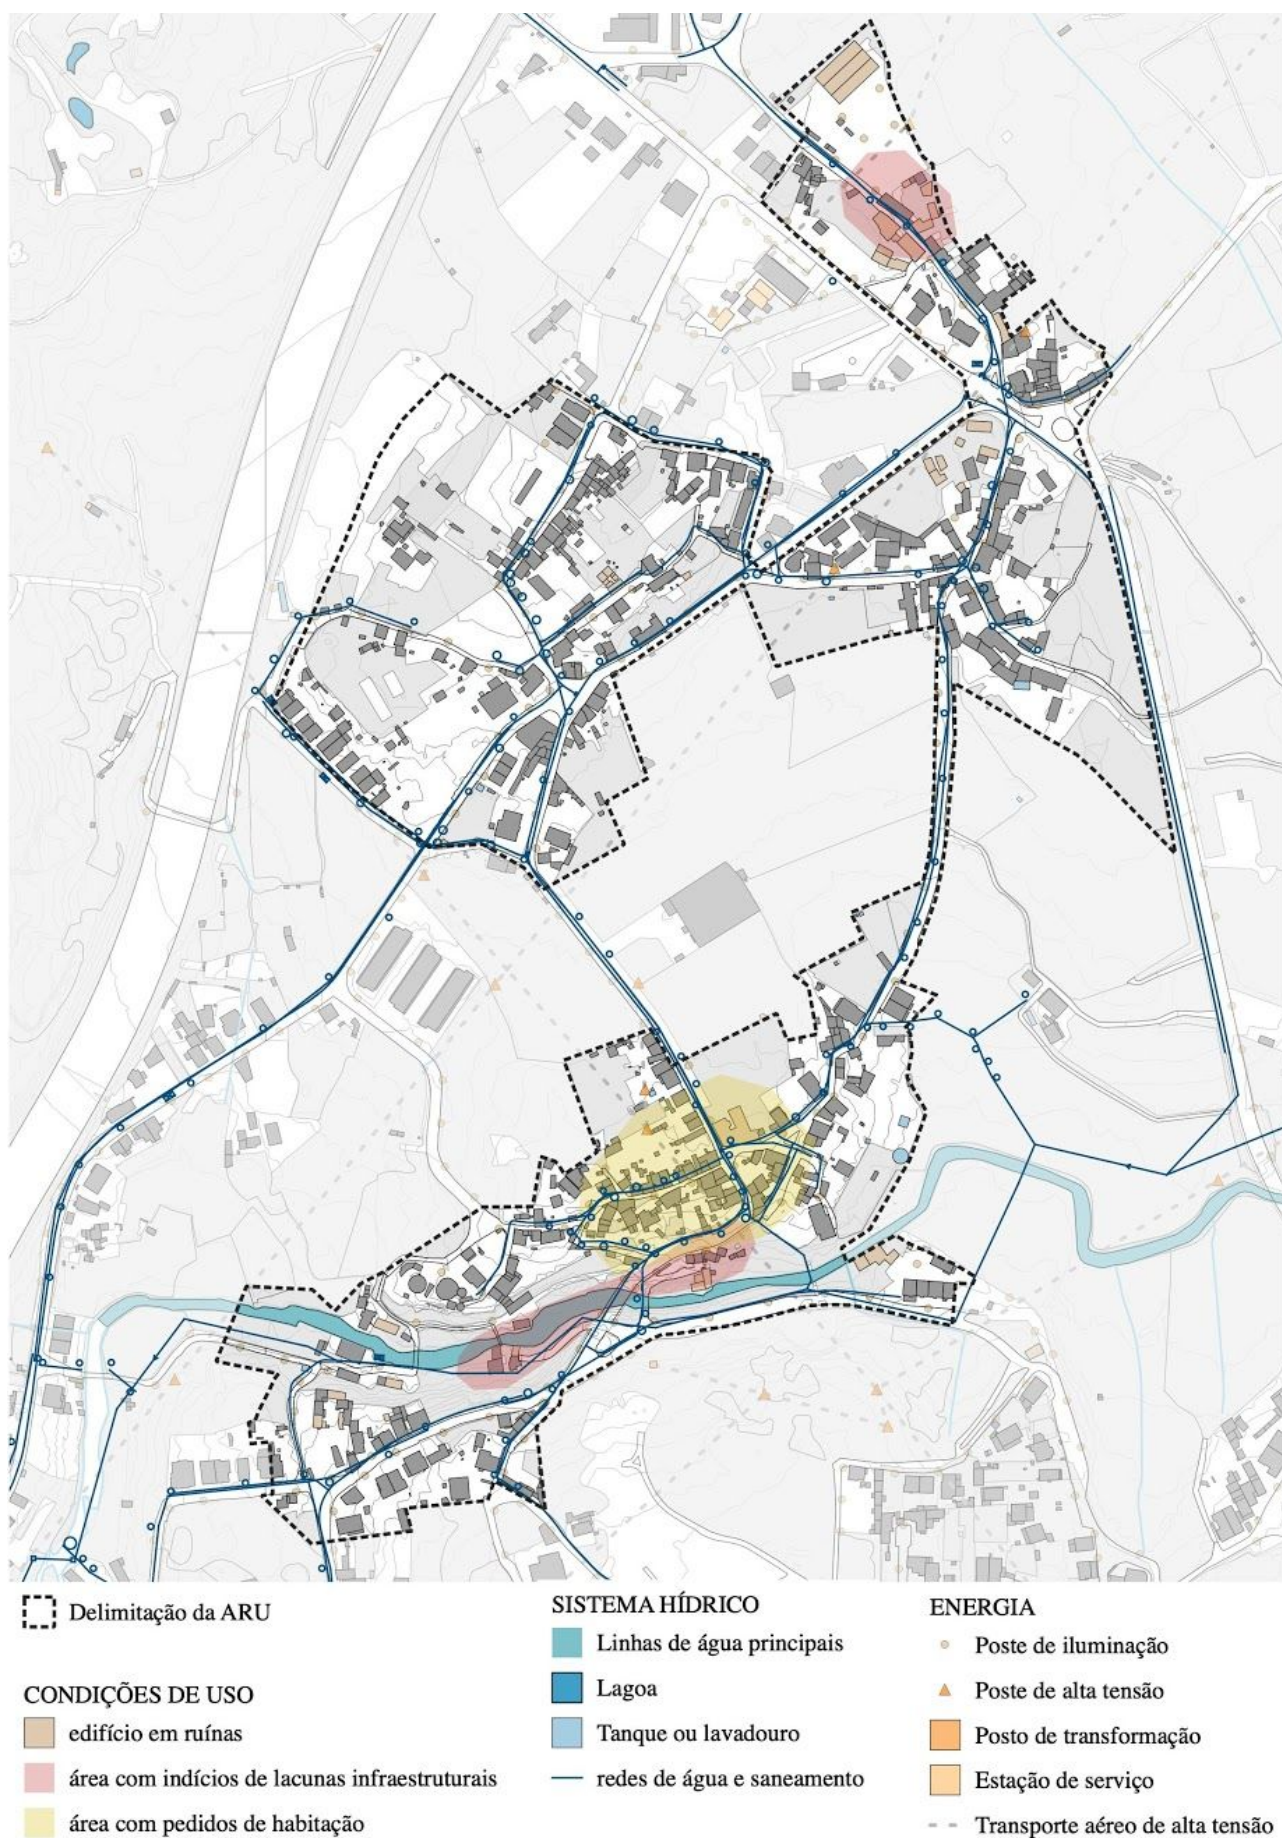 Delimitação da ARU
CONDIÇÕES DE USO
edifício em ruínas
área com indícios de lacunas infraestruturais
área com pedidos de habitação
SISTEMA HÍDRICO
Linhas de água principais
Lagoa
Tanque ou lavadouro
redes de água e saneamento
ENERGIA
Poste de iluminação
Poste de alta tensão
Posto de transformação
Estação de serviço
Transporte aéreo de alta tensão